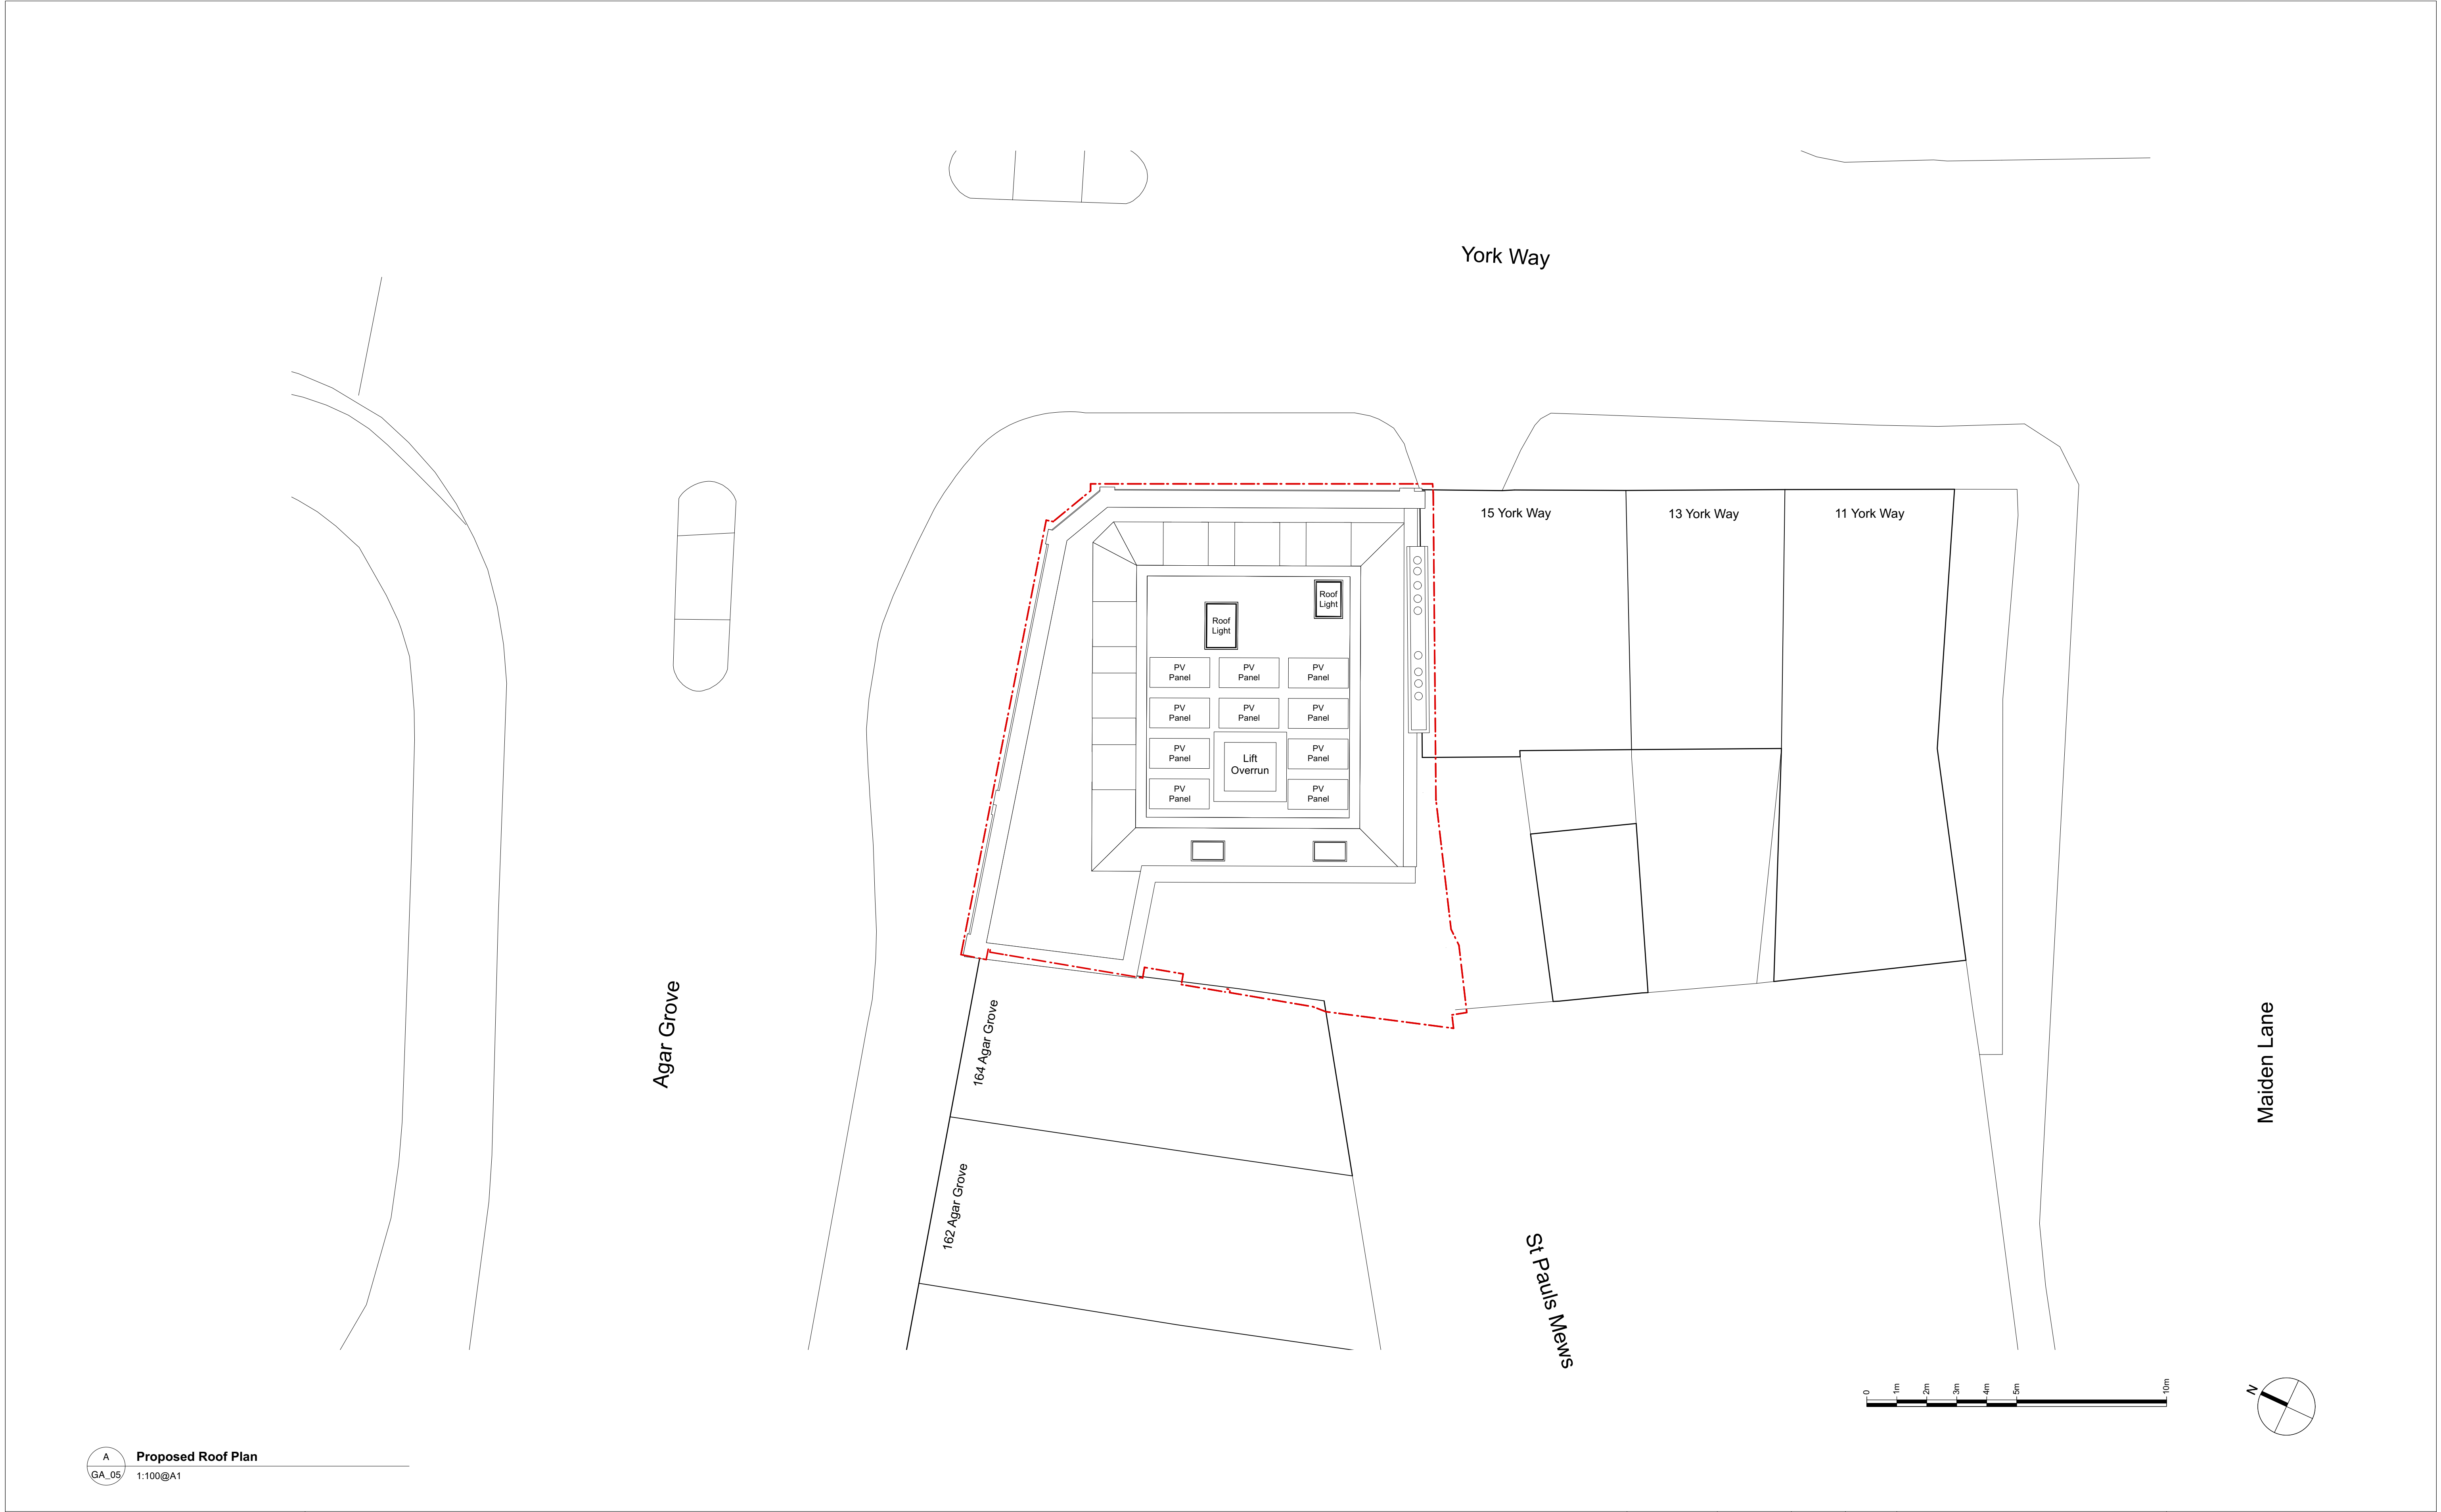 York Way
15 York Way
13 York Way
11 York Way
Roof
Light
Roof
Light
PV
Panel
PV
Panel
PV
Panel
PV
Panel
PV
Panel
PV
Panel
PV
Panel
Lift
Overrun
PV
Panel
PV
Panel
PV
Panel
Agar Grove
164 Agar Grove
162 Agar Grove
St Pauls Mews
Maiden Lane
0
1m
2m
3m
4m
5m
10m
N
A
GA_05
Proposed Roof Plan
1:100@A1